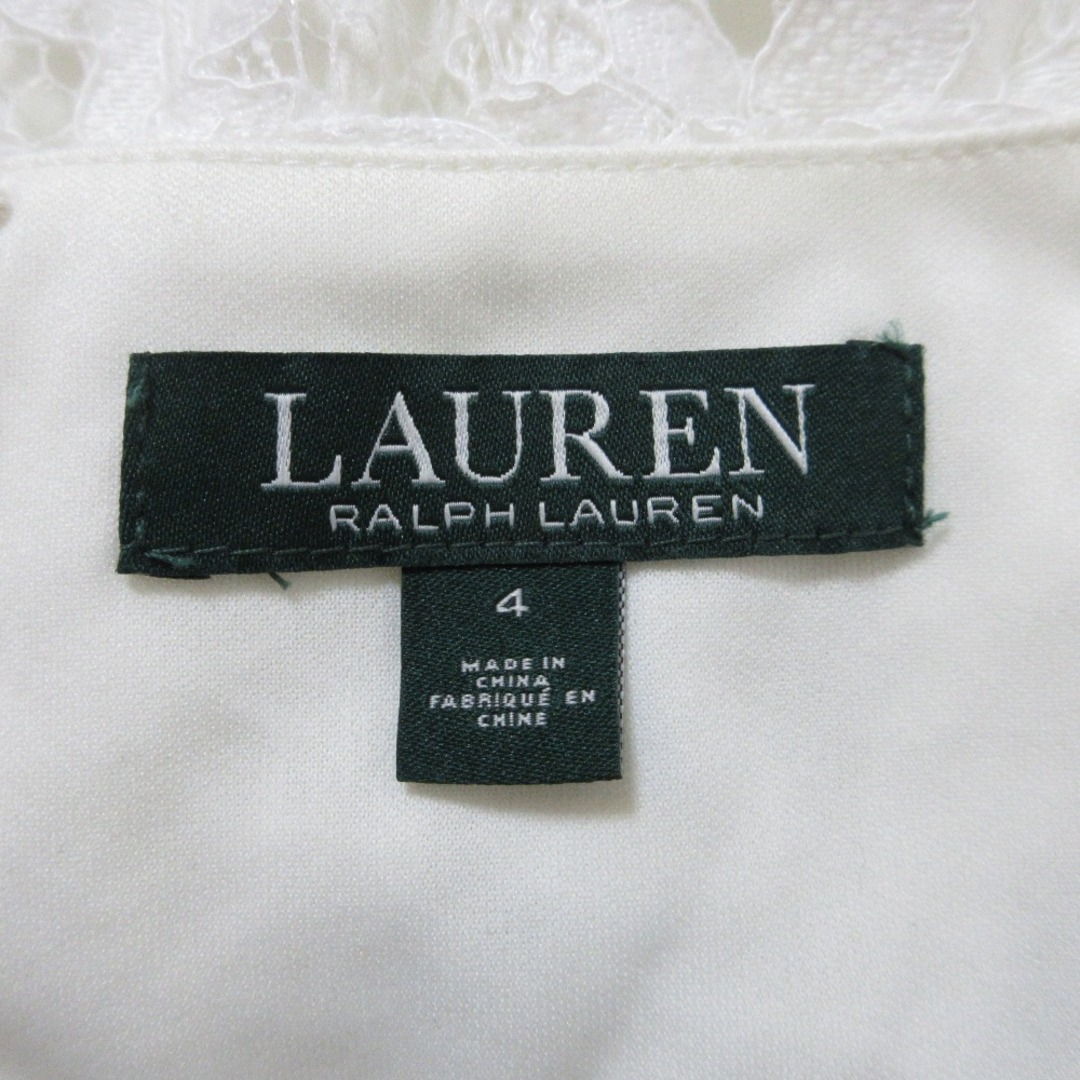 LAUREN
RALPH LAUREN
4
MADE IN
CHINA
FABRIQUÉ EN
CHINE